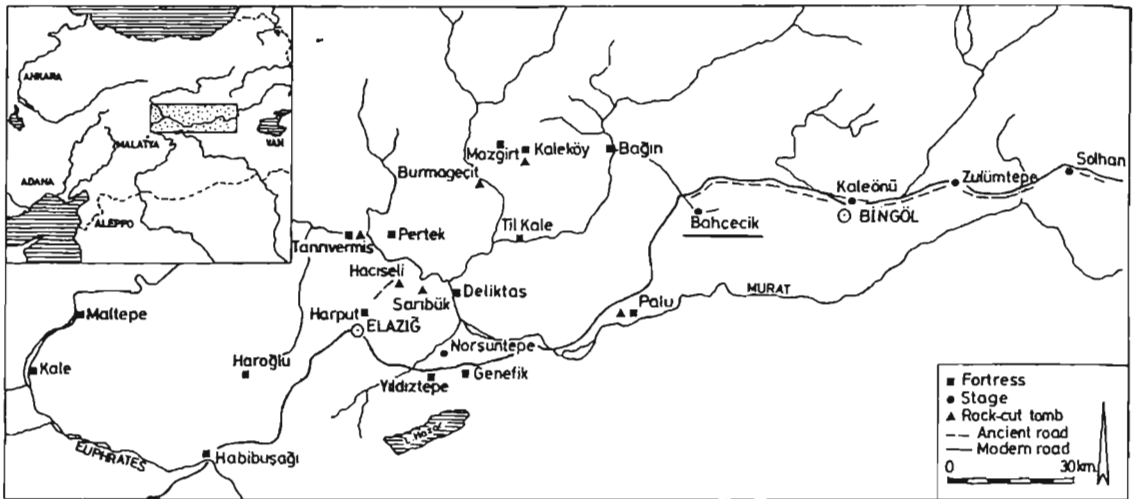 ANKARA
MALATYA
VAN
ADANA
ALEPPO
Mazgirt
Kaleköy
Bağın
Burmageçit
Solhan
Zulümtepe
Kaleönü
BİNGÖL
Bahcecik
Tanrıvermiş
Pertek
Til Kale
Hacıseli
Sarıbük
Deliktaş
Palu
MURAT
Maltepe
Harput
ELAZIĞ
Kale
Haroğlu
Norşuntepe
Yıldıztepe
Genefik
L. Hazar
EUPHRATES
Habibuşağı
Fortress
Stage
Rock-cut tomb
Ancient road
Modern road
0 30km.